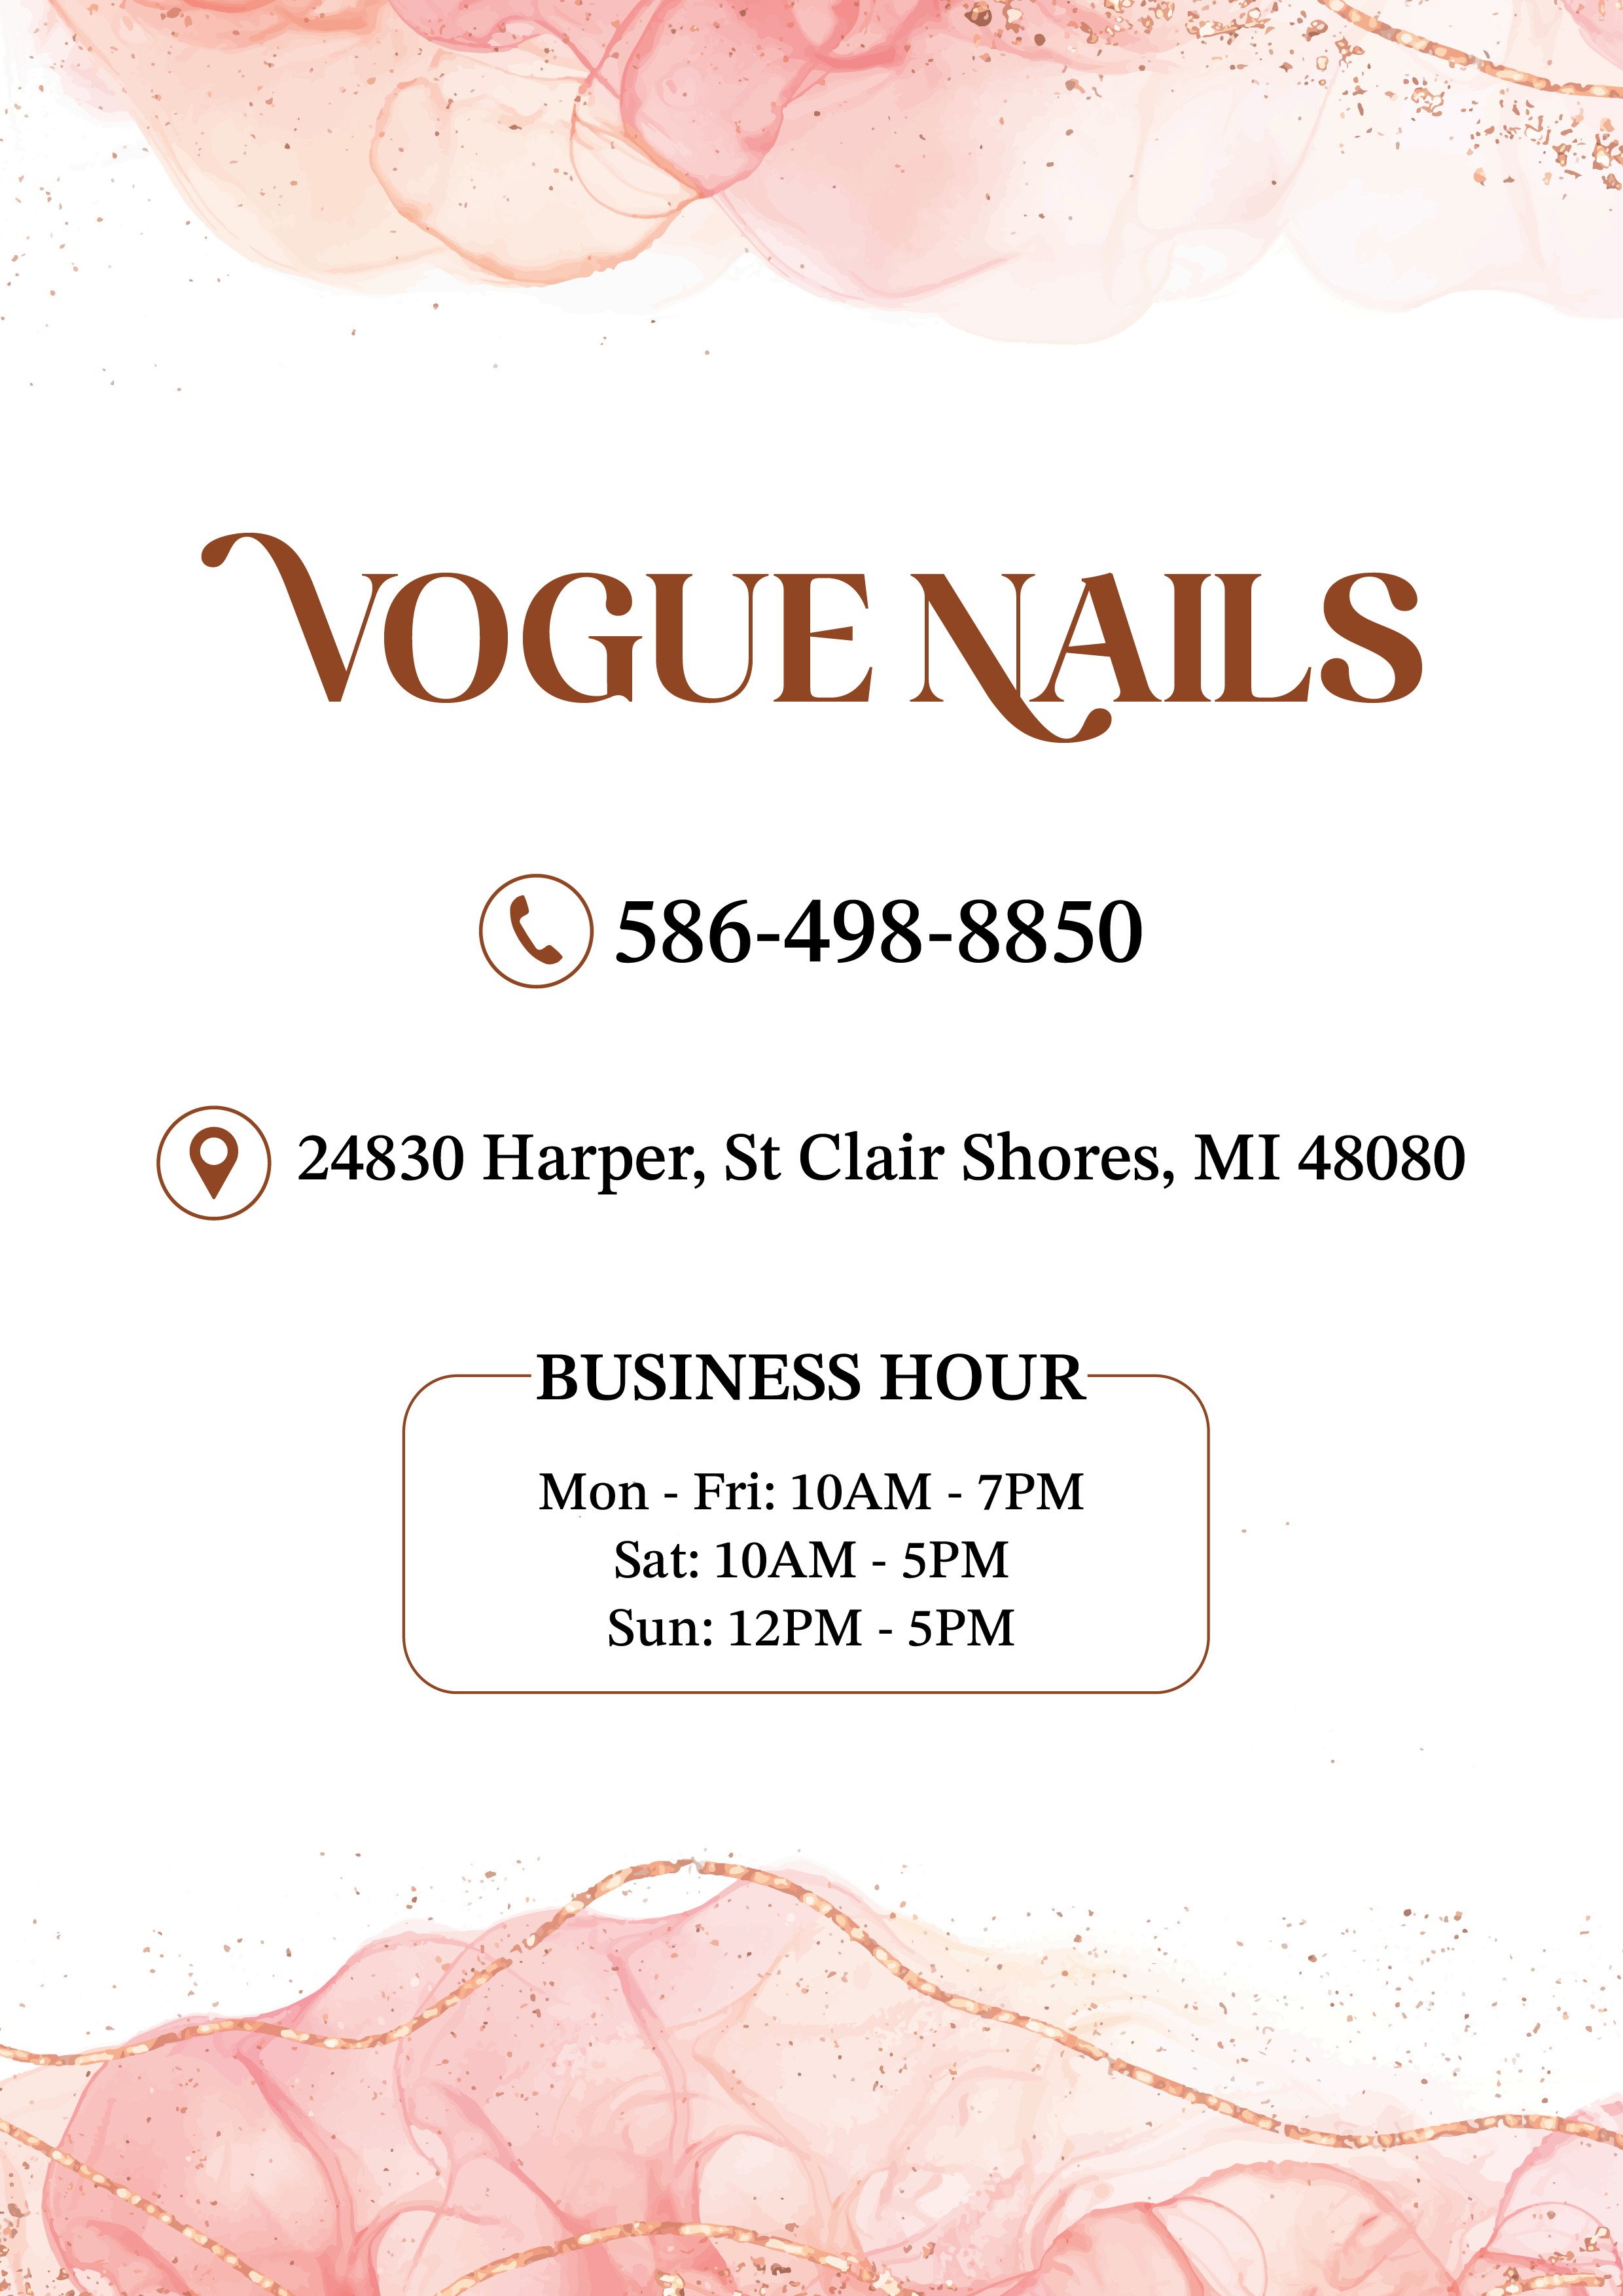 VOGUE NAILS
586-498-8850
24830 Harper, St Clair Shores, MI 48080
BUSINESS HOUR
Mon - Fri: 10AM - 7PM
Sat: 10AM - 5PM
Sun: 12PM - 5PM